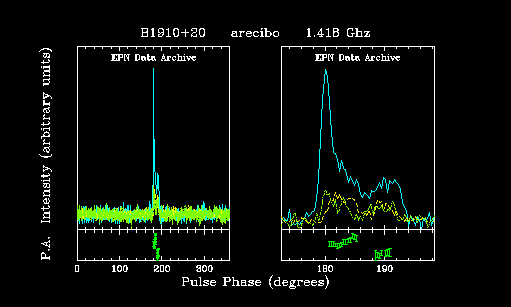 B1910+20 arecibo 1.418 Ghz
EPN Data Archive EPN Data Archive
P.A. Intensity (arbitrary units)
0 100 200 300 180 190
Pulse Phase (degrees)